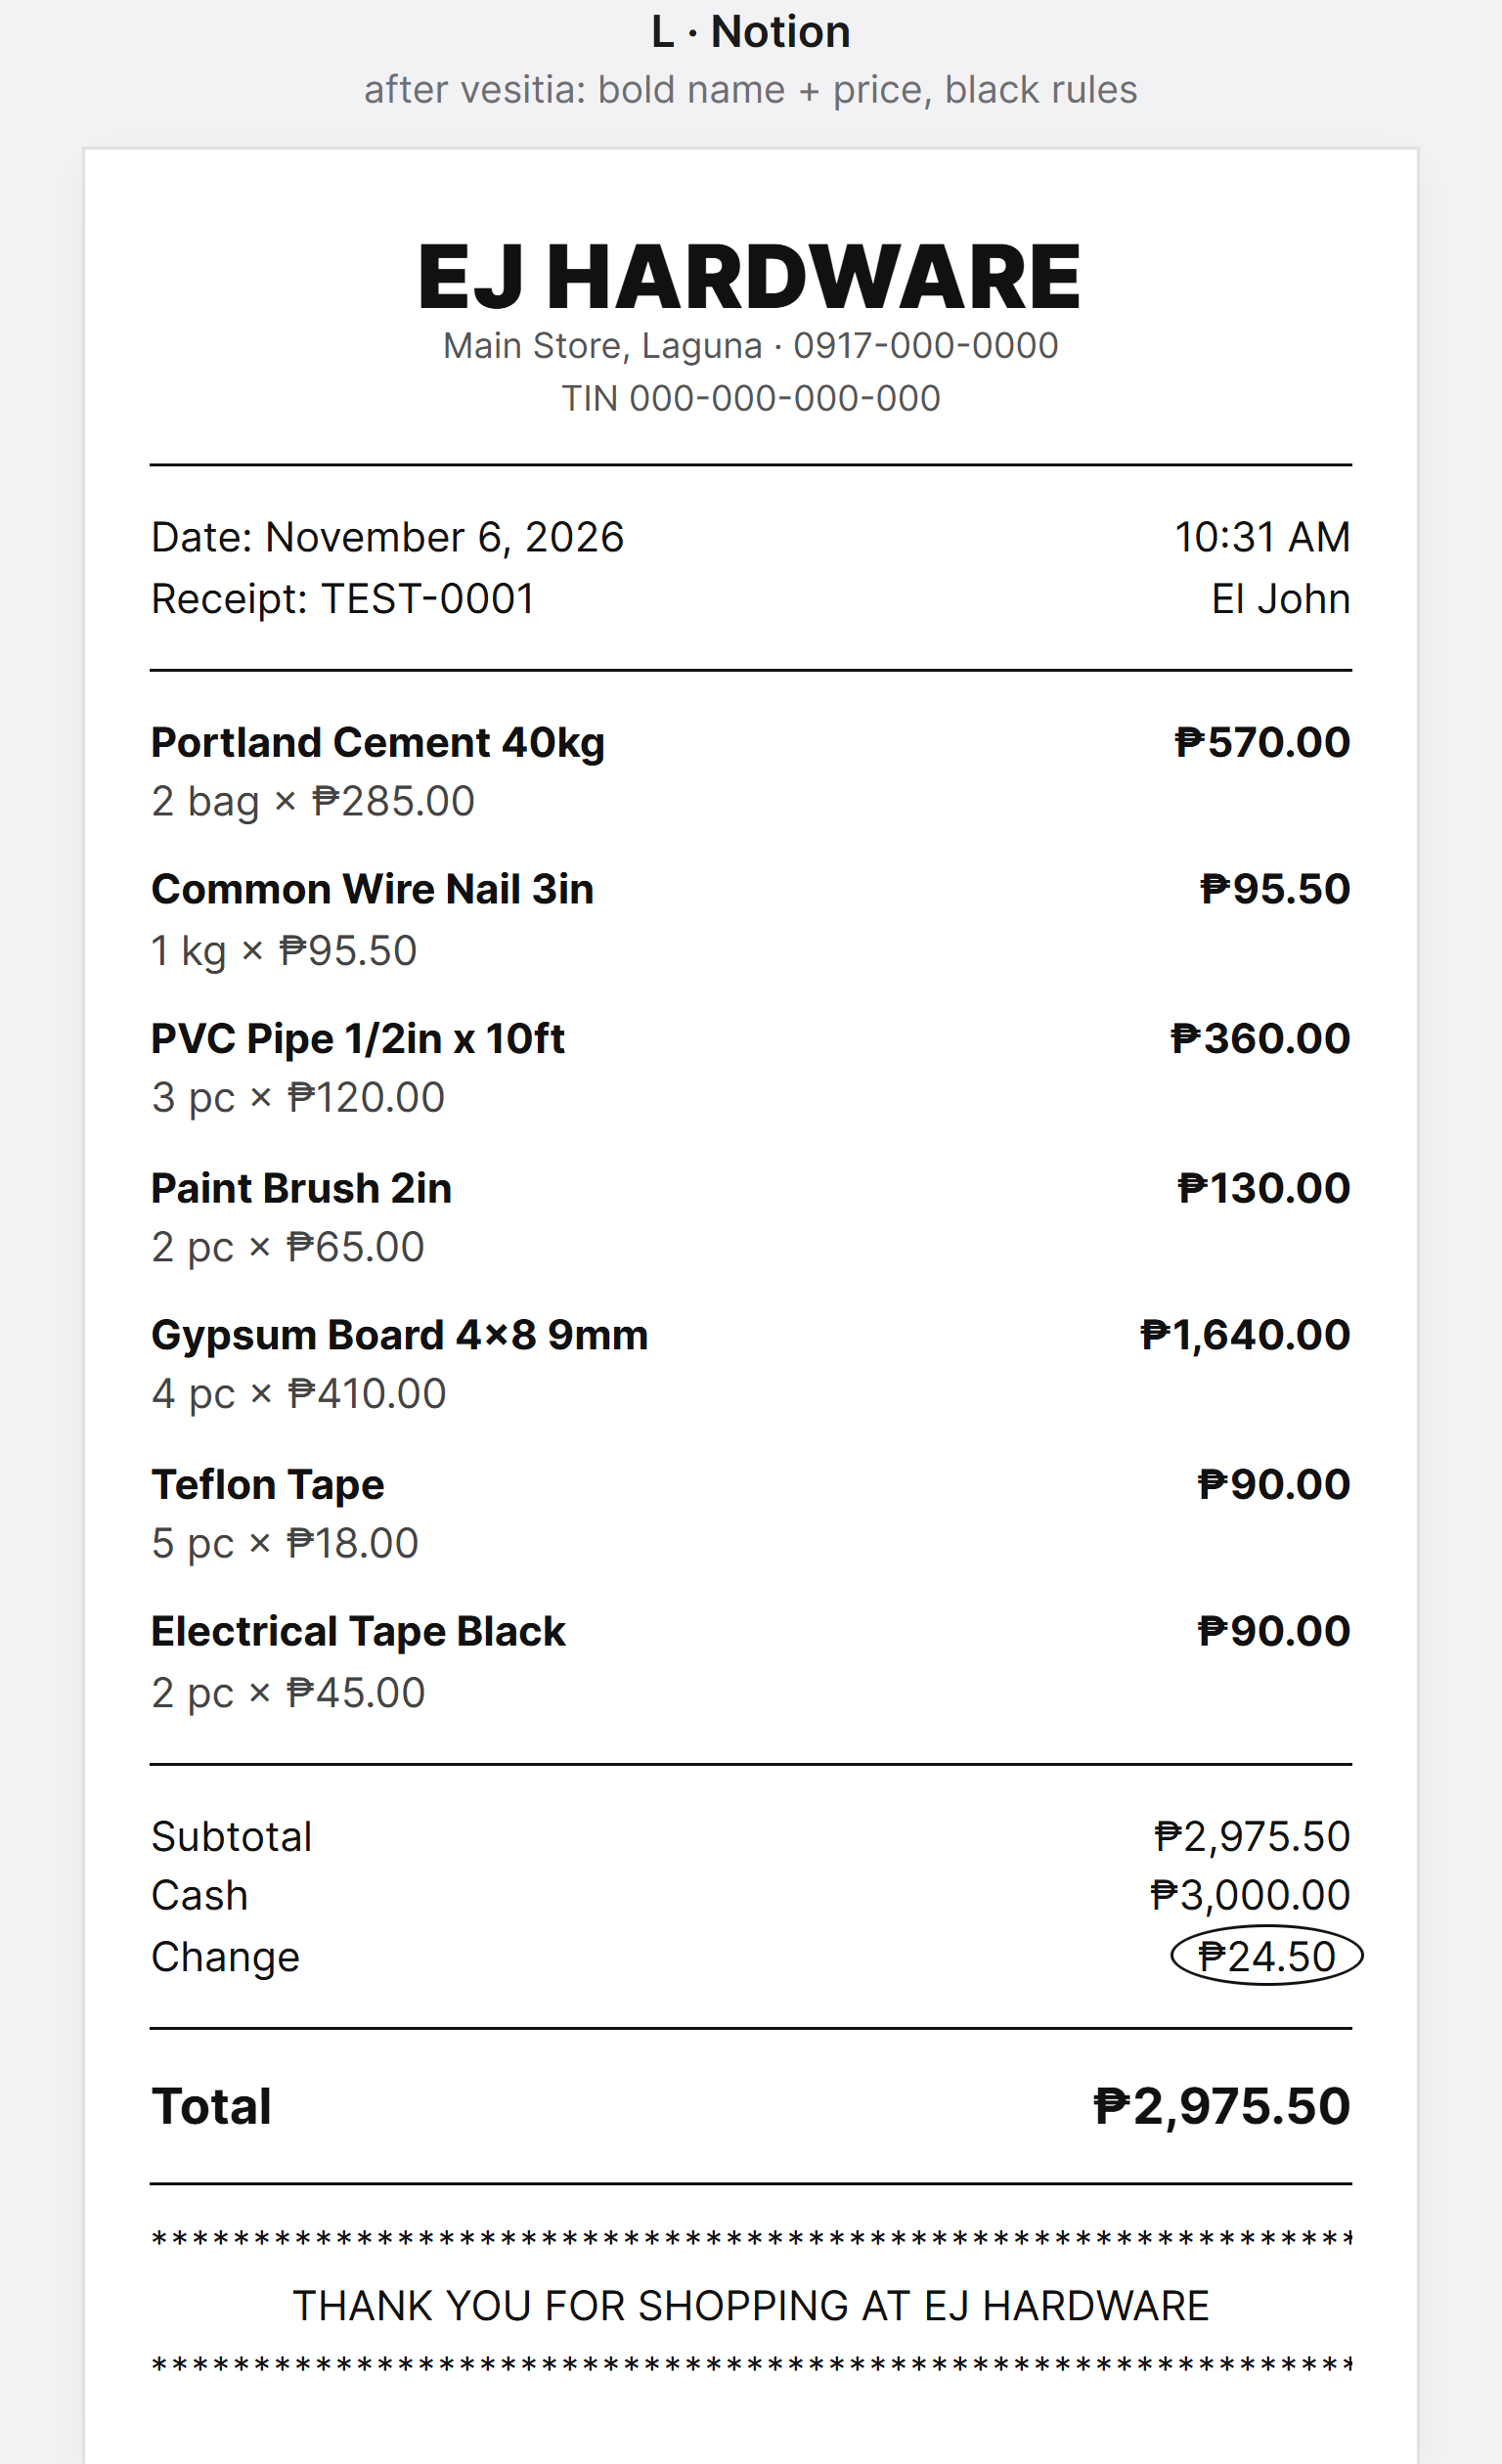 L · Notion
after vesitia: bold name + price, black rules
EJ HARDWARE
Main Store, Laguna · 0917-000-0000
TIN 000-000-000-000
Date: November 6, 2026 10:31 AM
Receipt: TEST-0001 El John
Portland Cement 40kg ₱570.00
2 bag × ₱285.00
Common Wire Nail 3in ₱95.50
1 kg × ₱95.50
PVC Pipe 1/2in x 10ft ₱360.00
3 pc × ₱120.00
Paint Brush 2in ₱130.00
2 pc × ₱65.00
Gypsum Board 4×8 9mm ₱1,640.00
4 pc × ₱410.00
Teflon Tape ₱90.00
5 pc × ₱18.00
Electrical Tape Black ₱90.00
2 pc × ₱45.00
Subtotal ₱2,975.50
Cash ₱3,000.00
Change ₱24.50
Total ₱2,975.50
***********************************************************
THANK YOU FOR SHOPPING AT EJ HARDWARE
***********************************************************